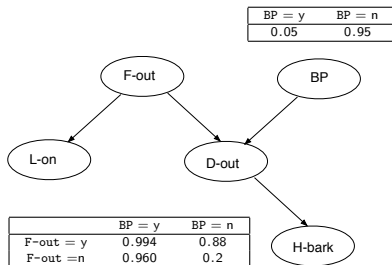 BP = y BP = n
0.05 0.95
F-out
BP
L-on
D-out
BP = y BP = n
F-out = y 0.994 0.88
F-out =n 0.960 0.2
H-bark